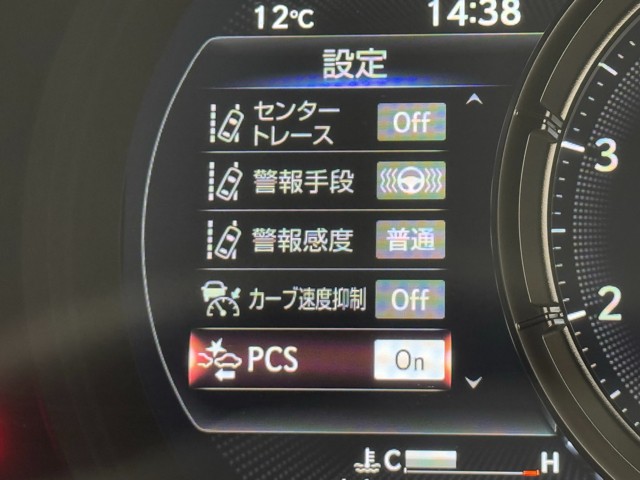 12℃ 14:38
設定
センター
トレース Off
警報手段
警報感度 普通
カーブ速度抑制 Off
PCS On
3
2
C H